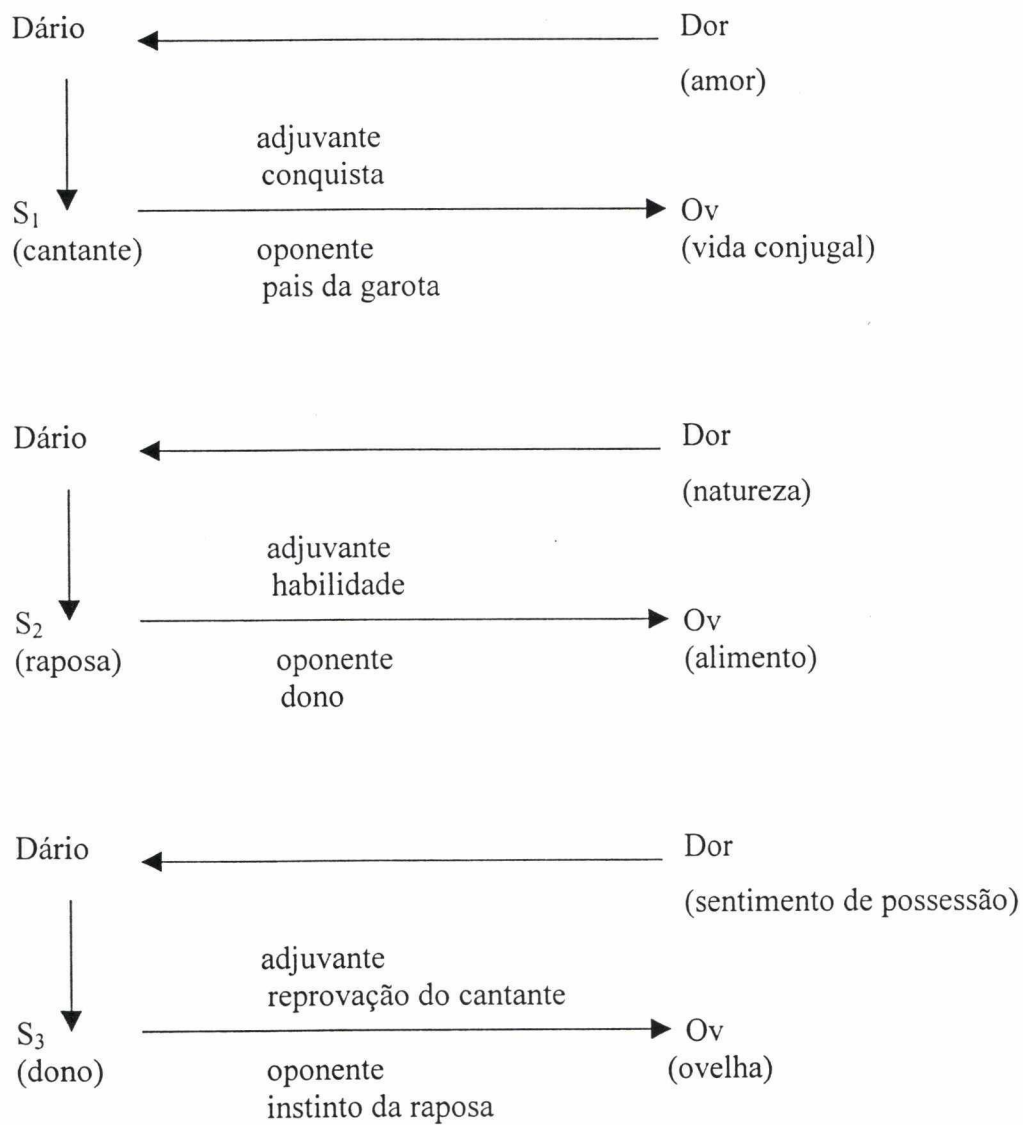 Dário Dor
(amor)
adjuvante
conquista
S₁ Ov
(cantante) (vida conjugal)
oponente
pais da garota
Dário Dor
(natureza)
adjuvante
habilidade
S₂ Ov
(raposa) (alimento)
oponente
dono
Dário Dor
(sentimento de possessão)
adjuvante
reprovação do cantante
S₃ Ov
(dono) (ovelha)
oponente
instinto da raposa